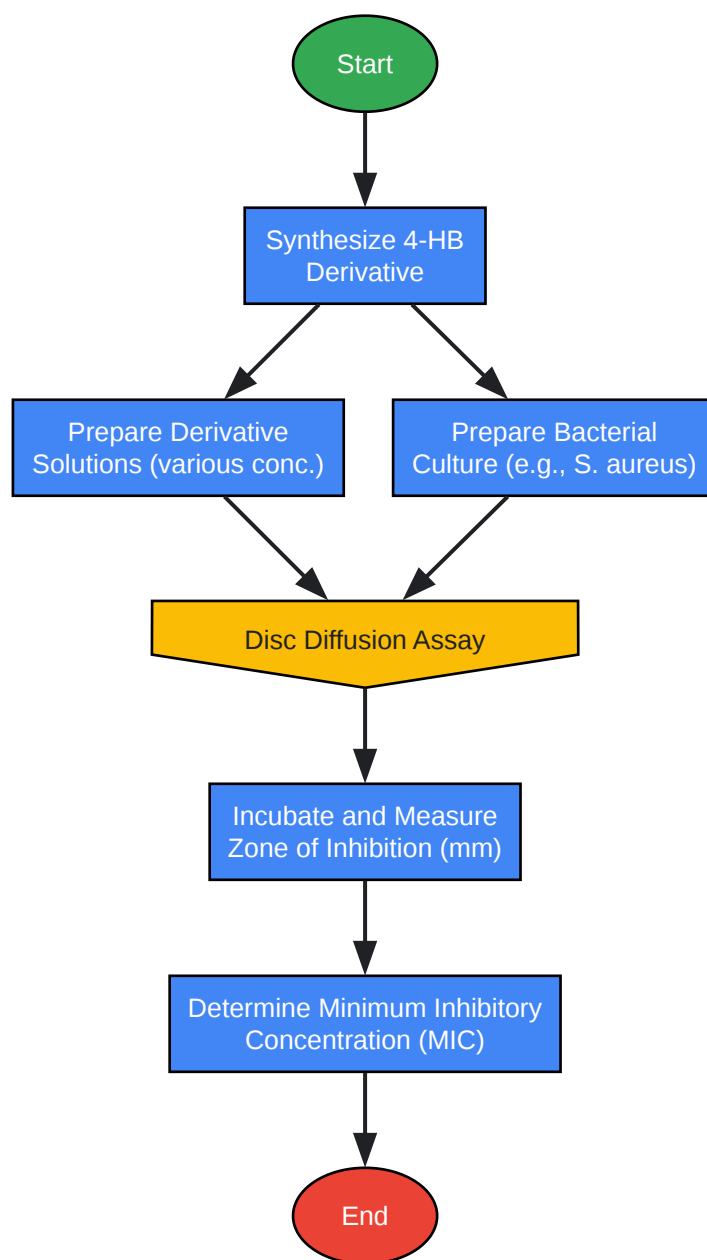 Start
Synthesize 4-HB
Derivative
Prepare Derivative
Solutions (various conc.)
Prepare Bacterial
Culture (e.g., S. aureus)
Disc Diffusion Assay
Incubate and Measure
Zone of Inhibition (mm)
Determine Minimum Inhibitory
Concentration (MIC)
End